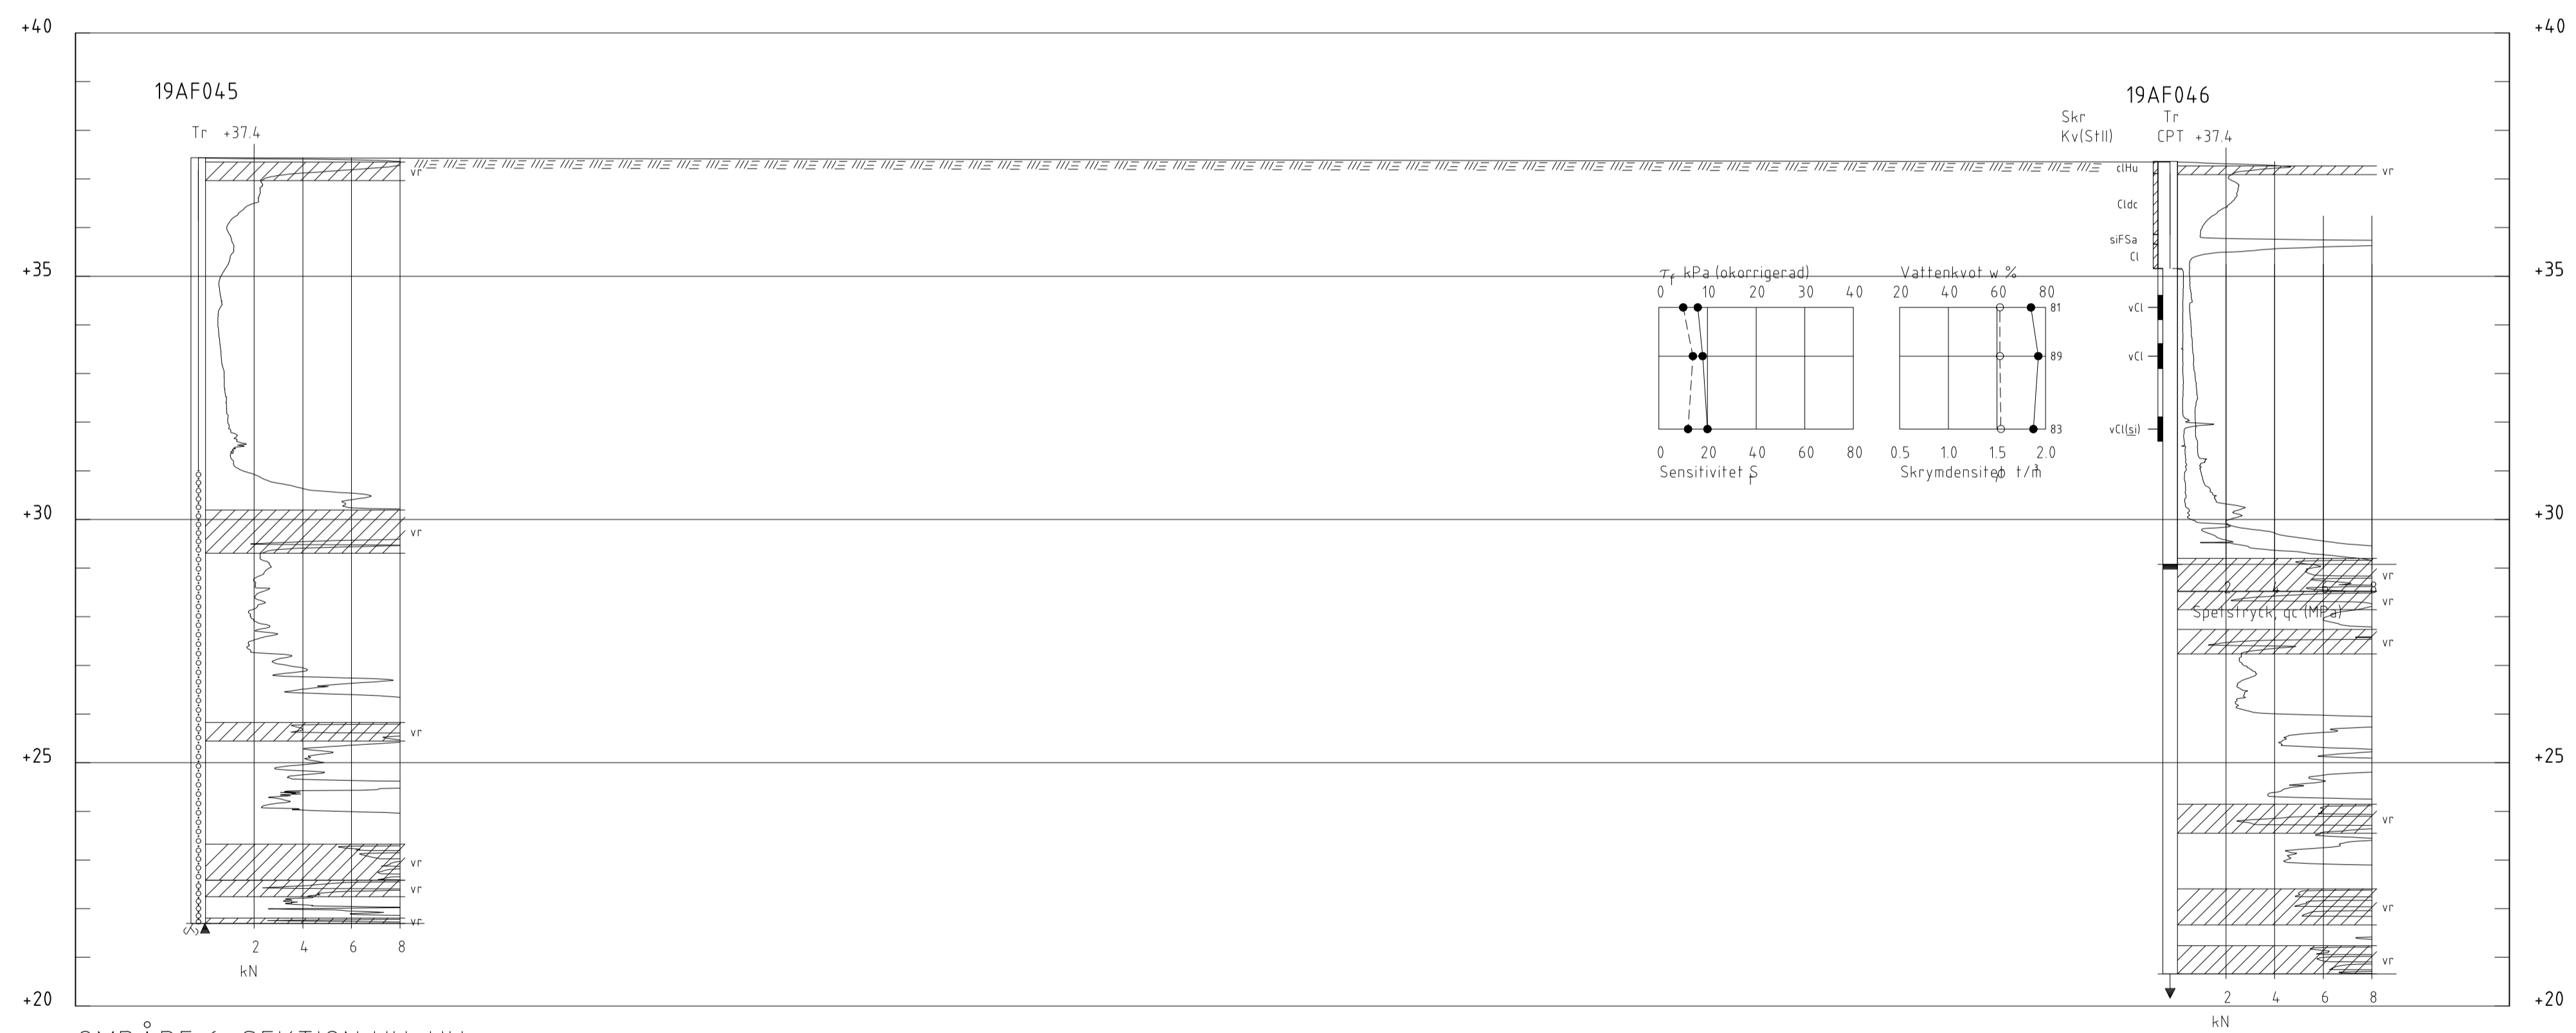 +40
+40
19AF045
19AF046
Tr +37.4
Skr Tr
Kv(StII) CPT +37.4
vr
clHu
vr
Cldc
siFSa
Cl
+35
+35
τf kPa (okorrigerad)
Vattenkvot w %
0 10 20 30 40
20 40 60 80
81
vCl
89
vCl
83
vCl(si)
0 20 40 60 80
0.5 1.0 1.5 2.0
Sensitivitet S
Skrymdensitet t/m3
+30
+30
vr
vr
2 4 6 8
vr
Spetstryck, qc (MPa)
vr
vr
+25
+25
vr
vr
vr
vr
vr
vr
2 4 6 8
kN
+20
+20
2 4 6 8
kN